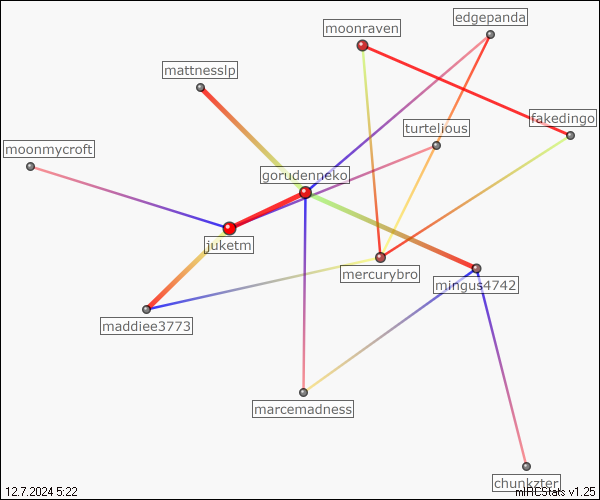 edgepanda
moonraven
mattnesslp
fakedingo
turtelious
moonmycroft
gorudenneko
juketm
mercurybro
mingus4742
maddiee3773
marcemadness
chunkzter
12.7.2024 5:22
mIRCStats v1.25